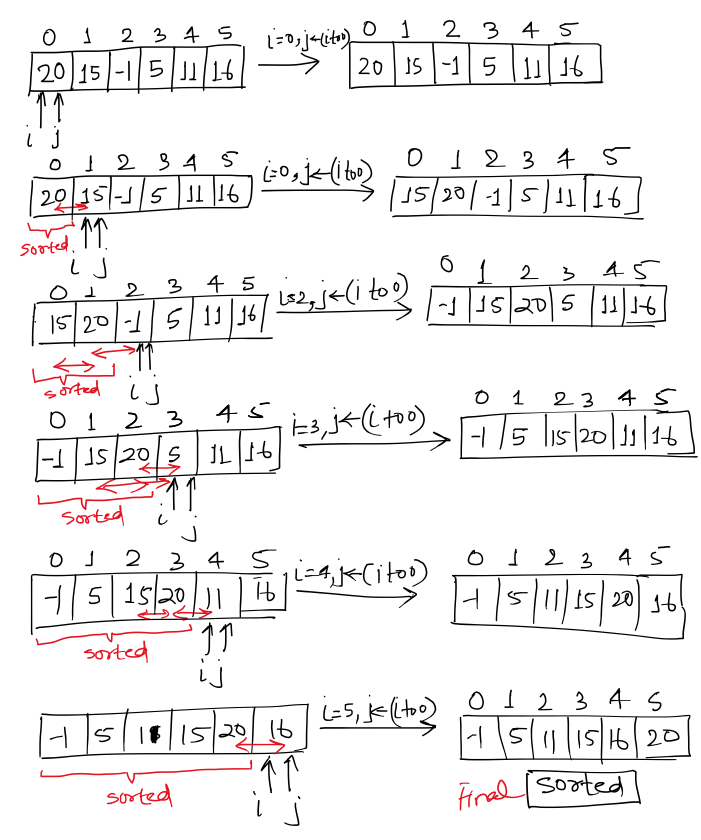 0 1 2 3 4 5 i=0, j←(i to 0) 0 1 2 3 4 5
20 15 -1 5 11 16 → 20 15 -1 5 11 16
i j
0 1 2 3 4 5 i=0, j←(i to 0) 0 1 2 3 4 5
20 15 -1 5 11 16 → 15 20 -1 5 11 16
sorted i j
0 1 2 3 4 5 i=2, j←(i to 0) 0 1 2 3 4 5
15 20 -1 5 11 16 → -1 15 20 5 11 16
sorted i j
0 1 2 3 4 5 i=3, j←(i to 0) 0 1 2 3 4 5
-1 15 20 5 11 16 → -1 5 15 20 11 16
sorted i j
0 1 2 3 4 5 i=4, j←(i to 0) 0 1 2 3 4 5
-1 5 15 20 11 16 → -1 5 11 15 20 16
sorted i j
i=5, j←(i to 0) 0 1 2 3 4 5
-1 5 11 15 20 16 → -1 5 11 15 16 20
sorted i j Final Sorted